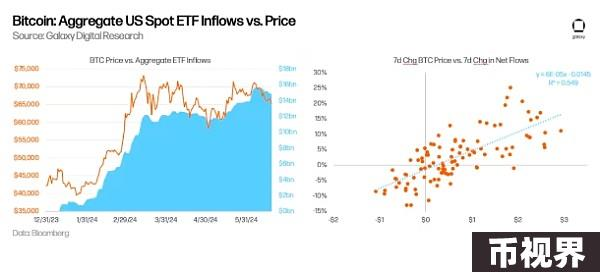 Bitcoin: Aggregate US Spot ETF Inflows vs. Price
Source: Galaxy Digital Research
galaxy
BTC Price vs. Aggregate ETF Inflows
$75,000
$70,000
$65,000
$60,000
$55,000
$50,000
$45,000
$40,000
$35,000
$18bn
$16bn
$14bn
$12bn
$10bn
$8bn
$6bn
$4bn
$2bn
$0bn
12/31/23
1/31/24
2/29/24
3/31/24
4/30/24
5/31/24
7d Chg BTC Price vs. 7d Chg in Net Flows
y = 6E-05x - 0.0145
R² = 0.549
30%
25%
20%
15%
10%
5%
0%
-5%
-10%
-15%
-$2
-$1
$0
$1
$2
$3
Data: Bloomberg
币视界